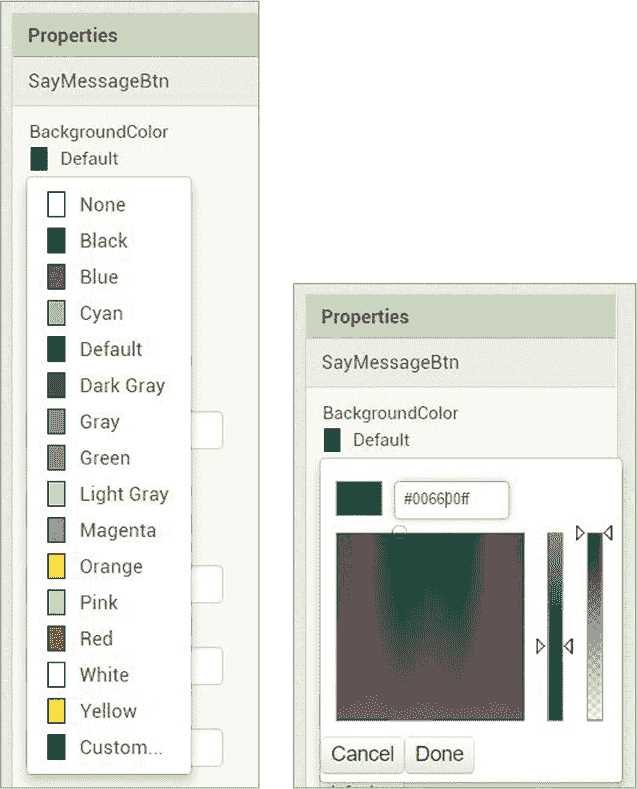 Properties
SayMessageBtn
BackgroundColor
Default
None
Black
Blue
Cyan
Default
Dark Gray
Gray
Green
Light Gray
Magenta
Orange
Pink
Red
White
Yellow
Custom...
Properties
SayMessageBtn
BackgroundColor
Default
#006600ff
Cancel Done